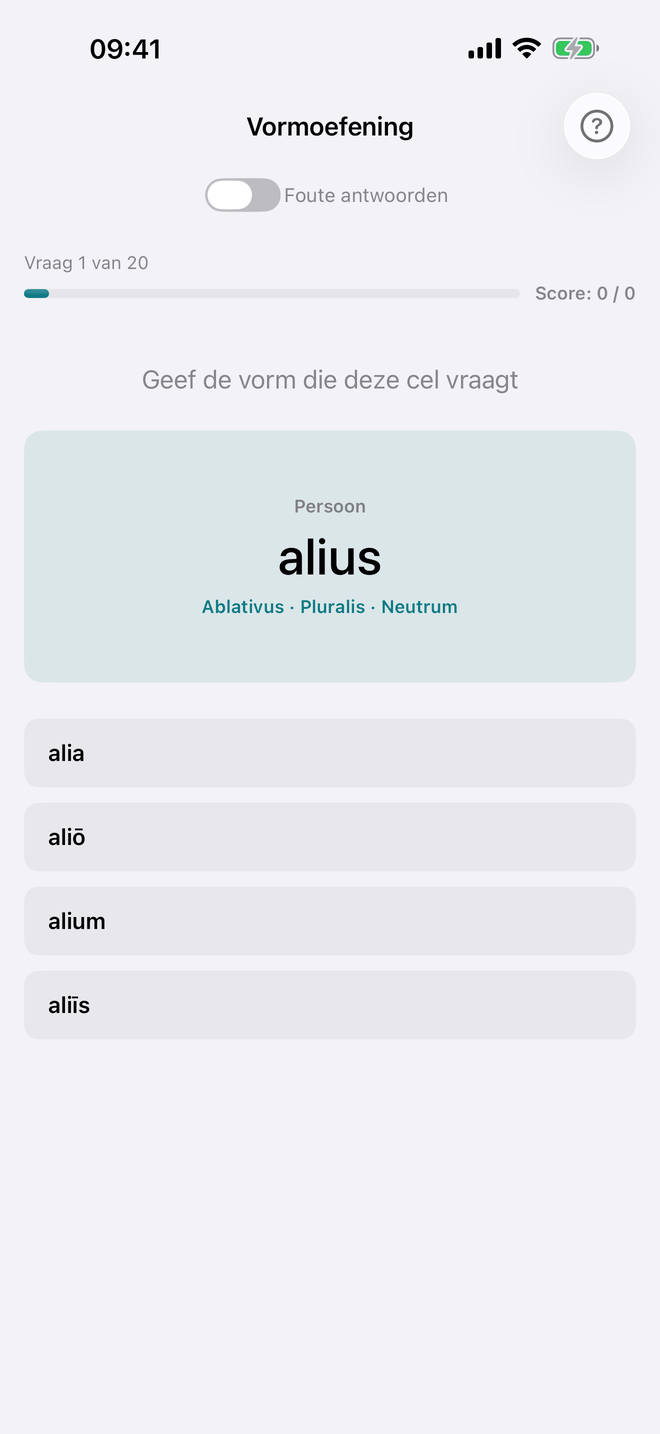 09:41
Vormoefening
Foute antwoorden
Vraag 1 van 20
Score: 0 / 0
Geef de vorm die deze cel vraagt
Persoon
alius
Ablativus · Pluralis · Neutrum
alia
aliō
alium
aliīs